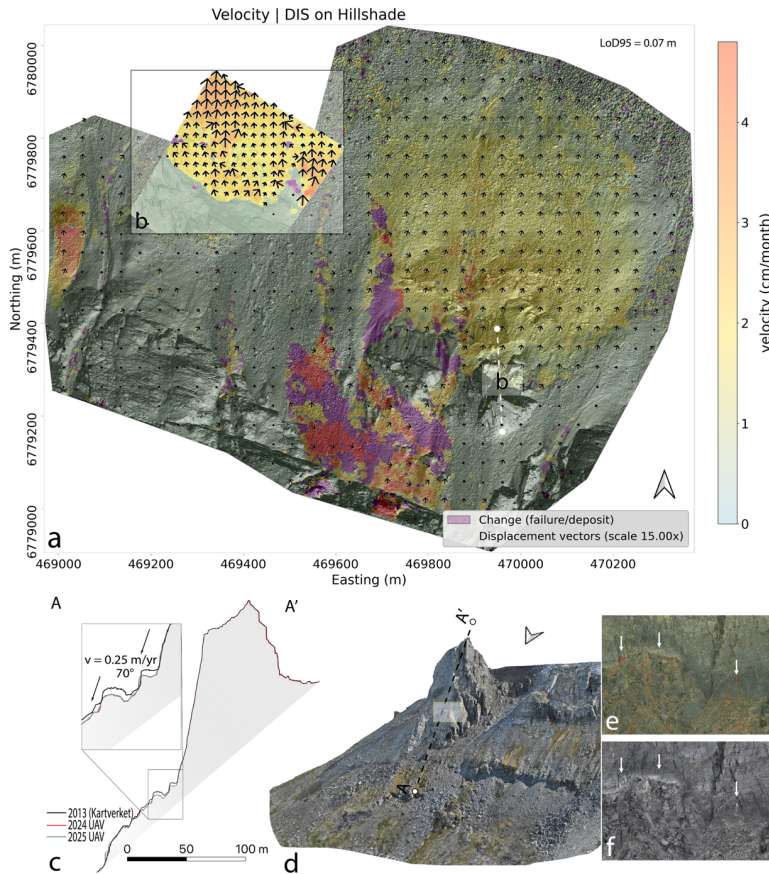 Velocity | DIS on Hillshade
LoD95 = 0.07 m
6780000
6779800
6779600
6779400
6779200
6779000
Northing (m)
b
b
a
Change (failure/deposit)
Displacement vectors (scale 15.00x)
469000
469200
469400
469600
469800
470000
470200
Easting (m)
4
3
2
1
0
velocity (cm/month)
A
A'
v = 0.25 m/yr
70°
2013 (Kartverket)
2024 UAV
2025 UAV
0
50
100 m
c
A'
A
d
e
f